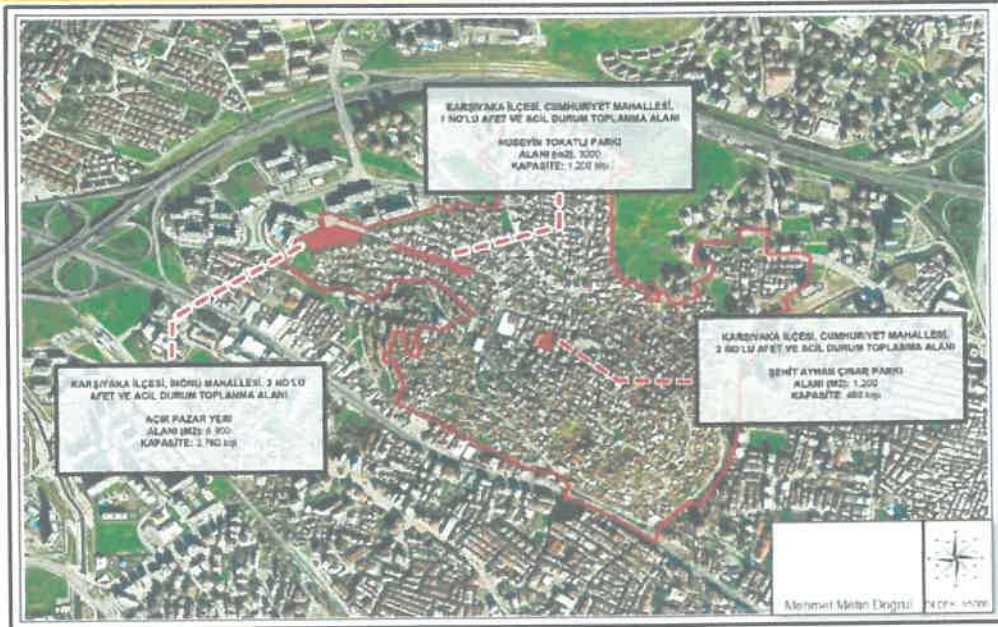 KARŞIYAKA İLÇESİ, CUMHURİYET MAHALLESİ,
1 NO'LU AFET VE ACİL DURUM TOPLANMA ALANI
HÜSEYİN TOKATLI PARKI
ALANI (M2): 3000
KAPASİTE: 1.200 kişi
KARŞIYAKA İLÇESİ, CUMHURİYET MAHALLESİ,
2 NO'LU AFET VE ACİL DURUM TOPLANMA ALANI
ŞEHİT AYHAN ÇINAR PARKI
ALANI (M2): 1.200
KAPASİTE: 480 kişi
KARŞIYAKA İLÇESİ, İNÖNÜ MAHALLESİ, 3 NO'LU
AFET VE ACİL DURUM TOPLANMA ALANI
AÇIK PAZAR YERİ
ALANI (M2): 6.900
KAPASİTE: 2.760 kişi
Mehmet Metin Doğrul